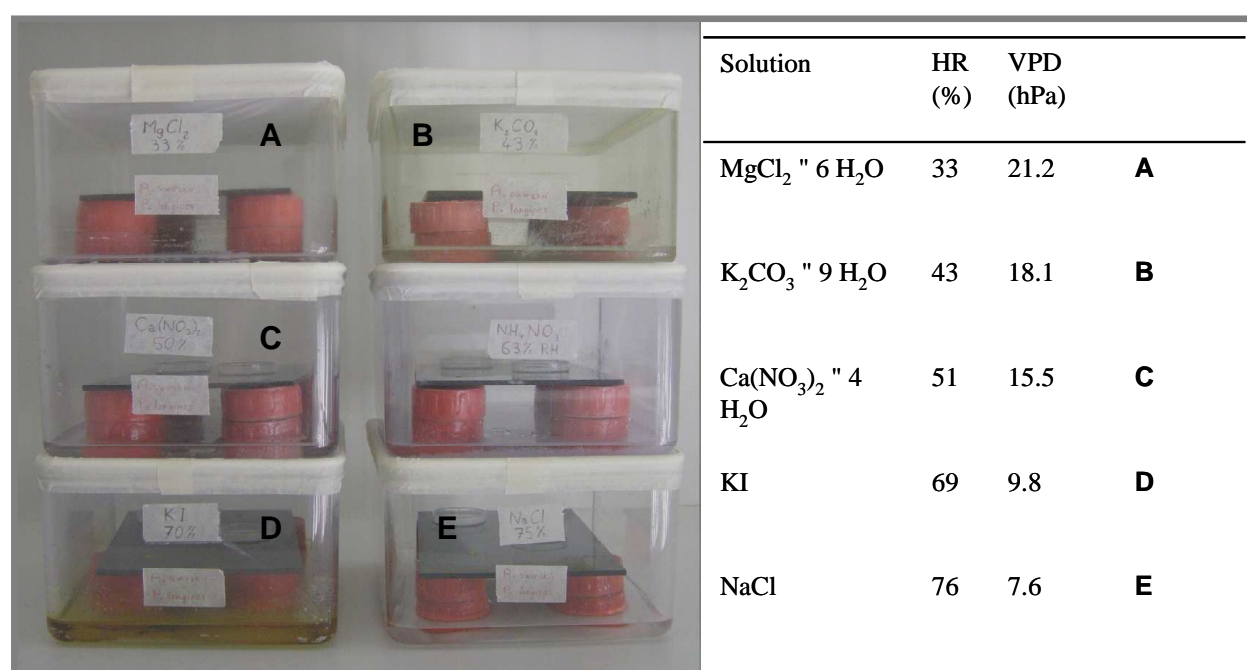 MgCl₂
33%
A
K₂CO₃
43%
B
Ca(NO₃)₂
50%
C
NH₄NO₃
63% RH
KI
70%
D
E
NaCl
75%
Solution HR (%) VPD (hPa)
MgCl₂ " 6 H₂O 33 21.2 A
K₂CO₃ " 9 H₂O 43 18.1 B
Ca(NO₃)₂ " 4 H₂O 51 15.5 C
KI 69 9.8 D
NaCl 76 7.6 E